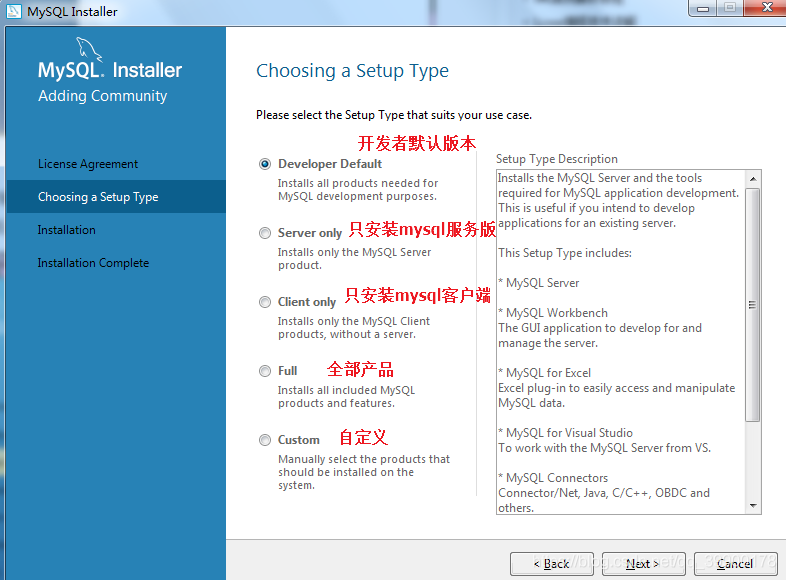 MySQL Installer
MySQL. Installer
Adding Community
License Agreement
Choosing a Setup Type
Installation
Installation Complete
Choosing a Setup Type
Please select the Setup Type that suits your use case.
开发者默认版本
Developer Default
Installs all products needed for
MySQL development purposes.
Server only 只安装mysql服务版
Installs only the MySQL Server
product.
Client only 只安装mysql客户端
Installs only the MySQL Client
products, without a server.
Full 全部产品
Installs all included MySQL
products and features.
Custom 自定义
Manually select the products that
should be installed on the
system.
Setup Type Description
Installs the MySQL Server and the tools
required for MySQL application development.
This is useful if you intend to develop
applications for an existing server.
This Setup Type includes:
* MySQL Server
* MySQL Workbench
The GUI application to develop for and
manage the server.
* MySQL for Excel
Excel plug-in to easily access and manipulate
MySQL data.
* MySQL for Visual Studio
To work with the MySQL Server from VS.
* MySQL Connectors
Connector/Net, Java, C/C++, OBDC and
others.
< Back
Next >
Cancel